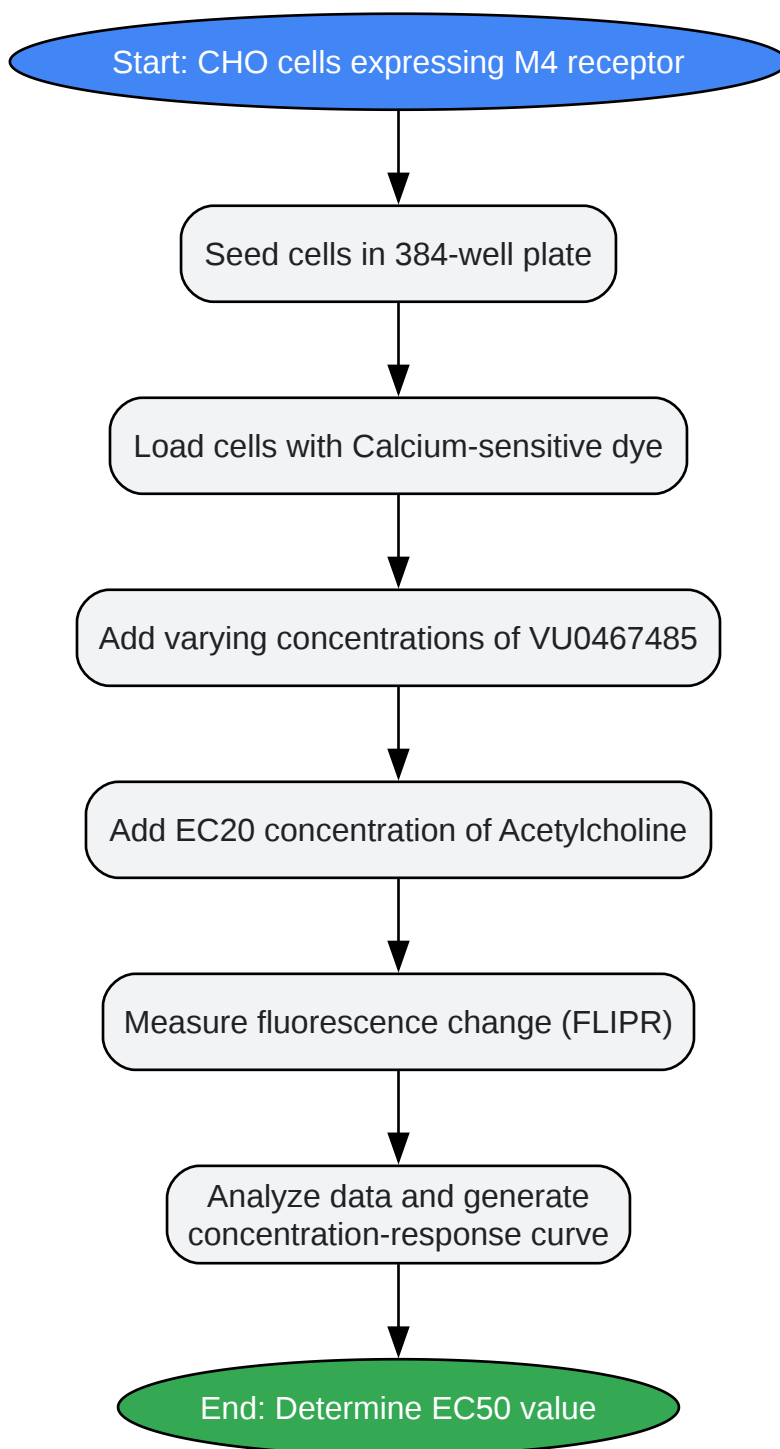 Start: CHO cells expressing M4 receptor
Seed cells in 384-well plate
Load cells with Calcium-sensitive dye
Add varying concentrations of VU0467485
Add EC20 concentration of Acetylcholine
Measure fluorescence change (FLIPR)
Analyze data and generate
concentration-response curve
End: Determine EC50 value